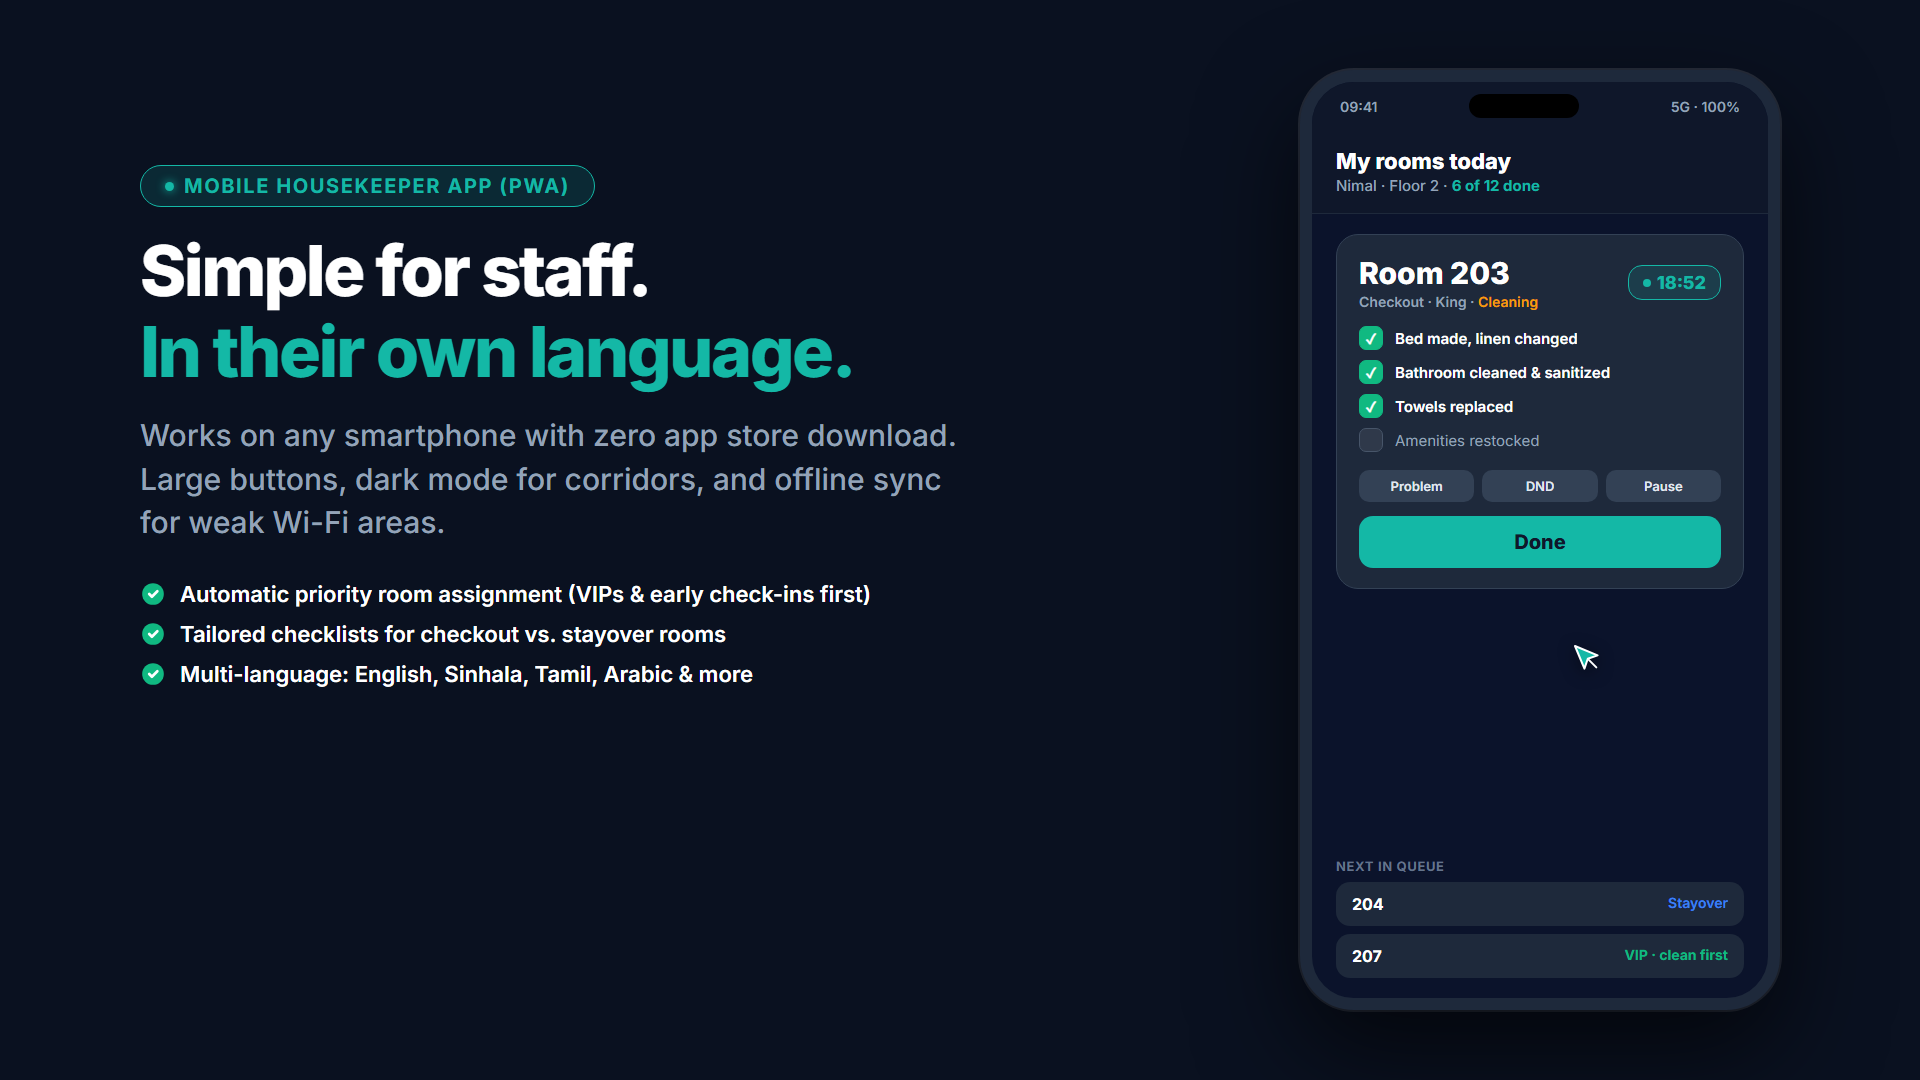 MOBILE HOUSEKEEPER APP (PWA)
Simple for staff.
In their own language.
Works on any smartphone with zero app store download.
Large buttons, dark mode for corridors, and offline sync
for weak Wi-Fi areas.
Automatic priority room assignment (VIPs & early check-ins first)
Tailored checklists for checkout vs. stayover rooms
Multi-language: English, Sinhala, Tamil, Arabic & more
09:41 5G · 100%
My rooms today
Nimal · Floor 2 · 6 of 12 done
Room 203
18:52
Checkout · King · Cleaning
Bed made, linen changed
Bathroom cleaned & sanitized
Towels replaced
Amenities restocked
Problem DND Pause
Done
NEXT IN QUEUE
204 Stayover
207 VIP · clean first